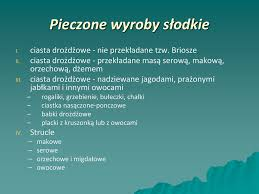 Pieczone wyroby słodkie
I. ciasta drożdżowe - nie przekładane tzw. Briosze
II. ciasta drożdżowe - przekładane masą serową, makową,
orzechową, dżemem
III. ciasta drożdżowe - nadziewane jagodami, prażonymi
jabłkami i innymi owocami
– rogaliki, grzebienie, bułeczki, chałki
– ciastka nasączone-ponczowe
– babki drożdżowe
– placki z kruszonką lub z owocami
IV. Strucle
– makowe
– serowe
– orzechowe i migdałowe
– owocowe